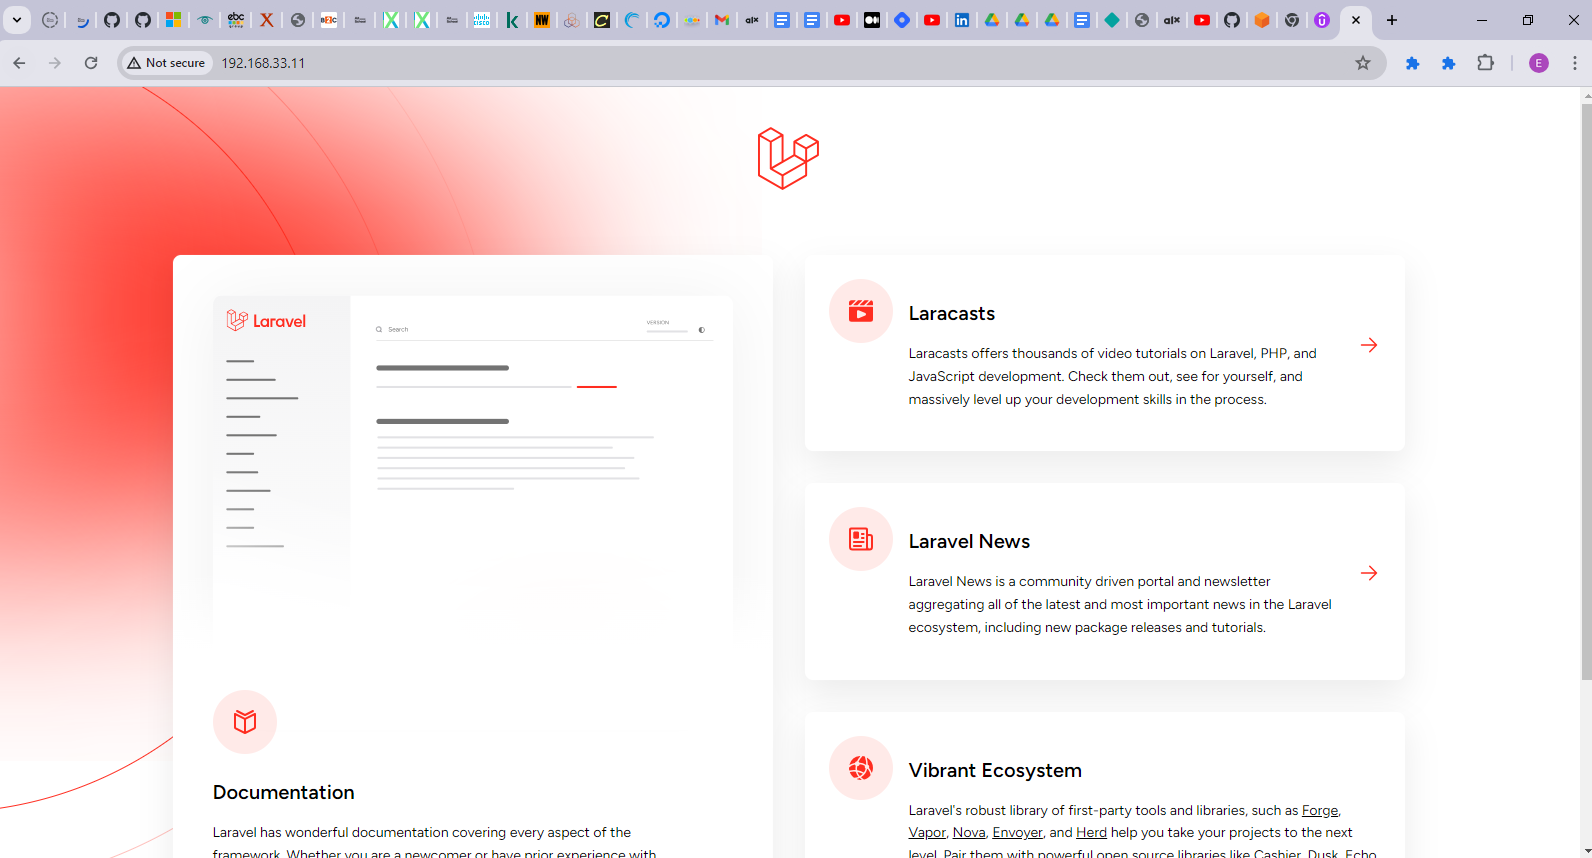 Not secure
192.168.33.11
E
Laravel
Search
VERSION
Documentation
Laravel has wonderful documentation covering every aspect of the
framework. Whether you are a newcomer or have prior experience with
Laracasts
Laracasts offers thousands of video tutorials on Laravel, PHP, and
JavaScript development. Check them out, see for yourself, and
massively level up your development skills in the process.
Laravel News
Laravel News is a community driven portal and newsletter
aggregating all of the latest and most important news in the Laravel
ecosystem, including new package releases and tutorials.
Vibrant Ecosystem
Laravel's robust library of first-party tools and libraries, such as Forge,
Vapor, Nova, Envoyer, and Herd help you take your projects to the next
level. Pair them with powerful open source libraries like Cashier, Dusk, Echo